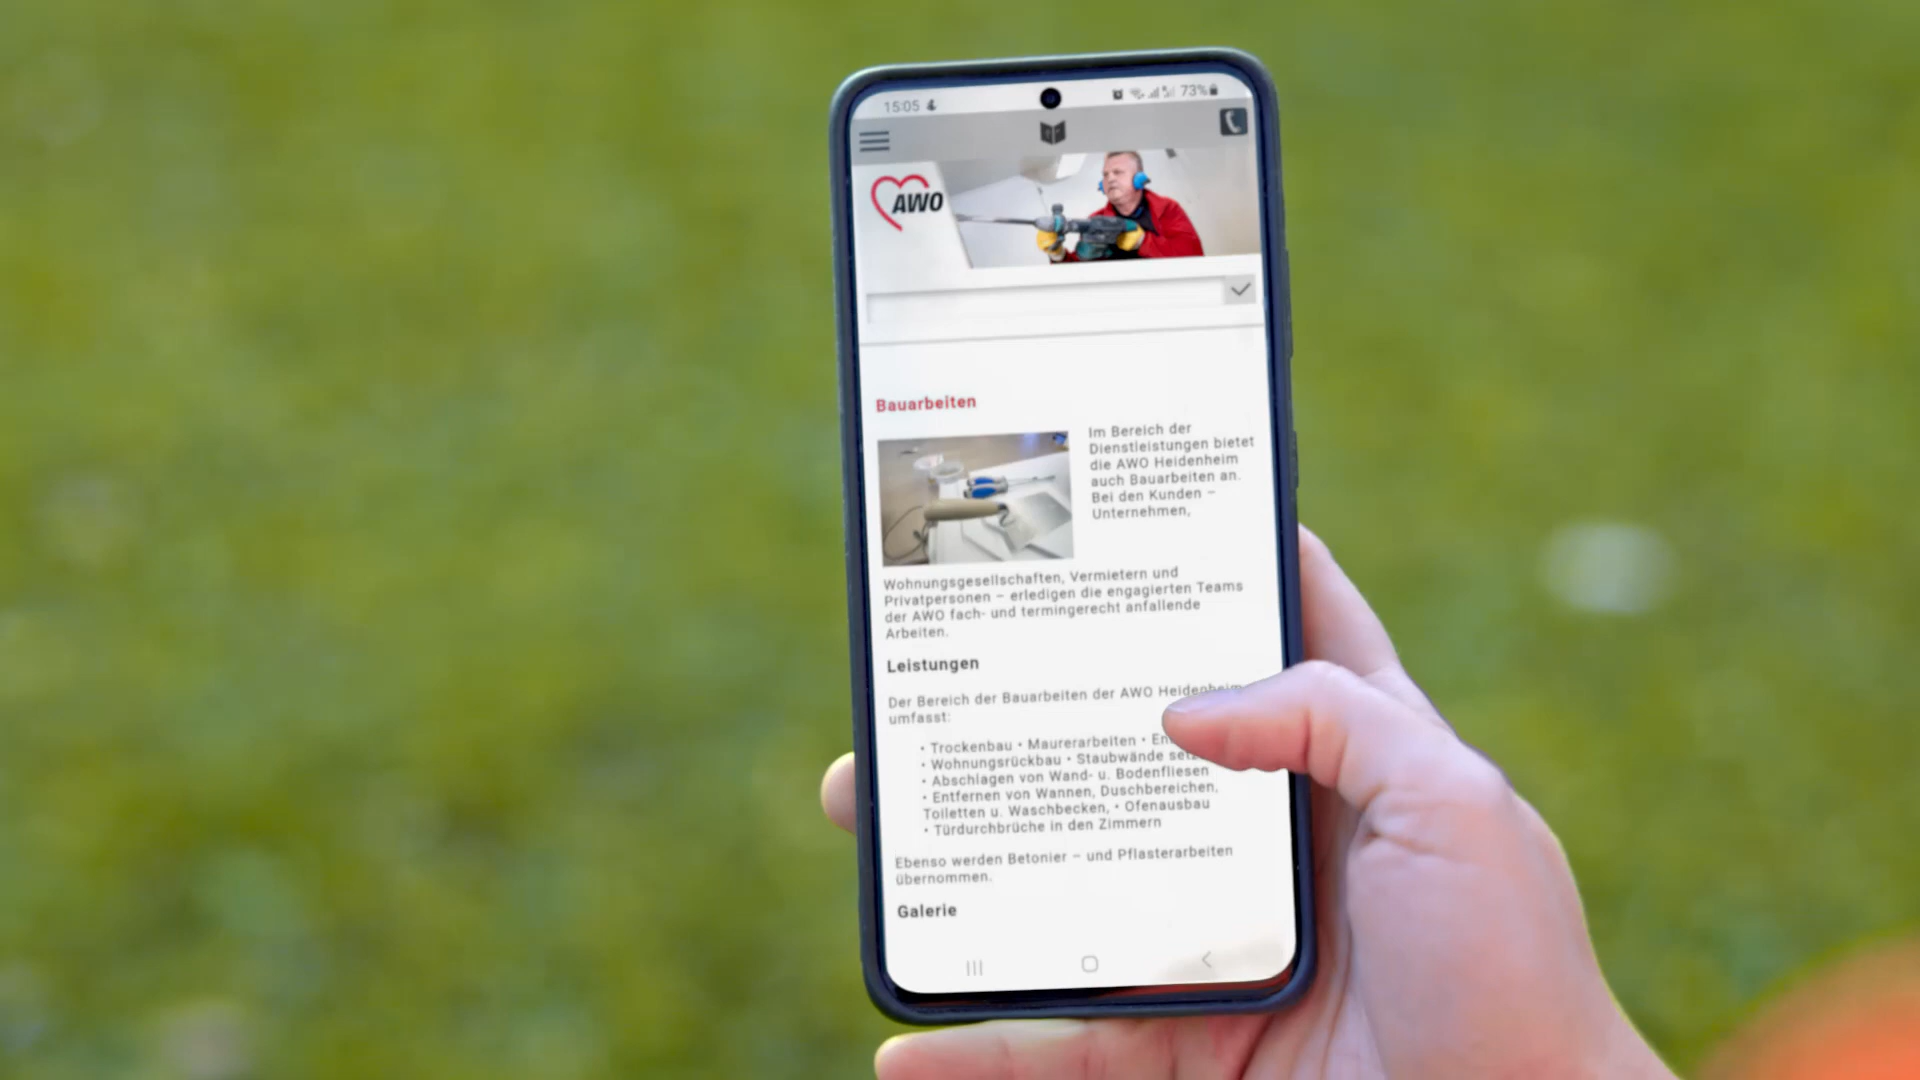 15:05
73%
AWO
Bauarbeiten
Im Bereich der
Dienstleistungen bietet
die AWO Heidenheim
auch Bauarbeiten an.
Bei den Kunden –
Unternehmen,
Wohnungsgesellschaften, Vermietern und
Privatpersonen – erledigen die engagierten Teams
der AWO fach- und termingerecht anfallende
Arbeiten.
Leistungen
Der Bereich der Bauarbeiten der AWO Heidenheim
umfasst:
• Trockenbau • Maurerarbeiten •
• Wohnungsrückbau • Staubwände
• Abschlagen von Wand- u. Bodenfliesen
• Entfernen von Wannen, Duschbereichen,
Toiletten u. Waschbecken, • Ofenausbau
• Türdurchbrüche in den Zimmern
Ebenso werden Betonier – und Pflasterarbeiten
übernommen.
Galerie